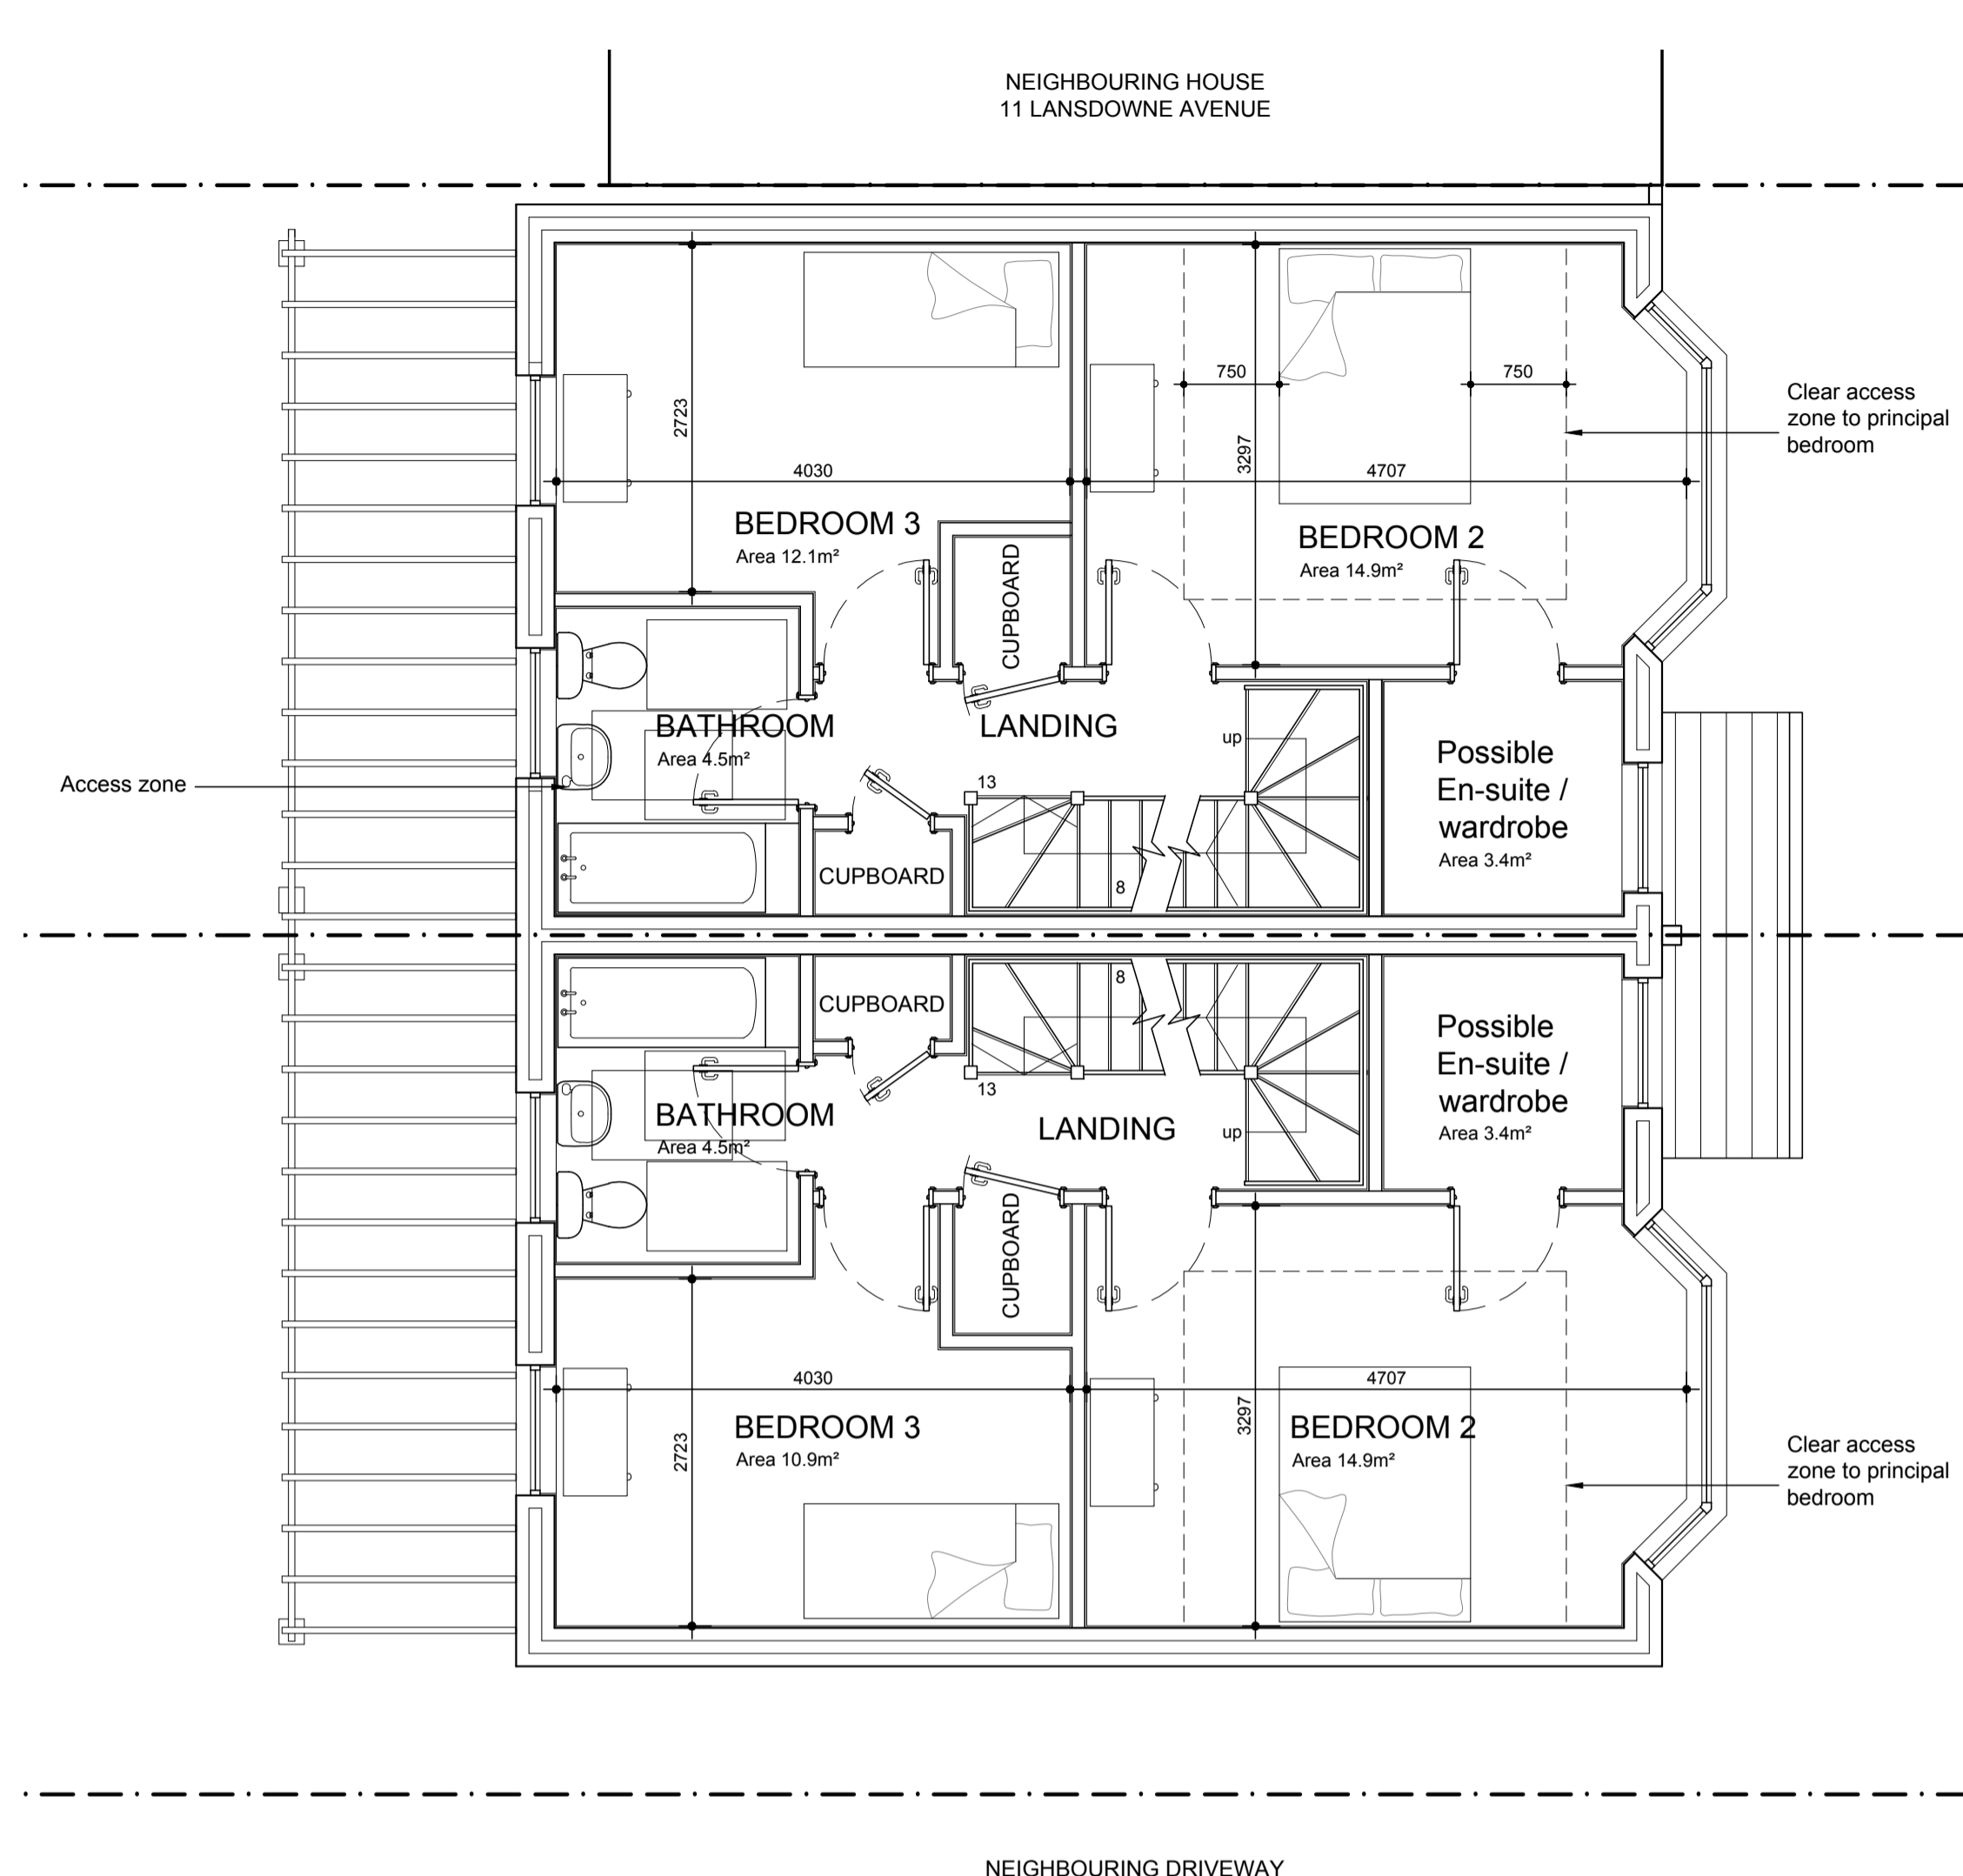 NEIGHBOURING HOUSE
11 LANSDOWNE AVENUE
Clear access
zone to principal
bedroom
750
750
2723
3297
4030
4707
BEDROOM 3
Area 12.1m²
CUPBOARD
BEDROOM 2
Area 14.9m²
BATHROOM
Area 4.5m²
LANDING
up
13
8
Possible
En-suite /
wardrobe
Area 3.4m²
Access zone
CUPBOARD
CUPBOARD
8
13
BATHROOM
Area 4.5m²
LANDING
up
Possible
En-suite /
wardrobe
Area 3.4m²
CUPBOARD
4030
4707
2723
3297
BEDROOM 3
Area 10.9m²
BEDROOM 2
Area 14.9m²
Clear access
zone to principal
bedroom
NEIGHBOURING DRIVEWAY